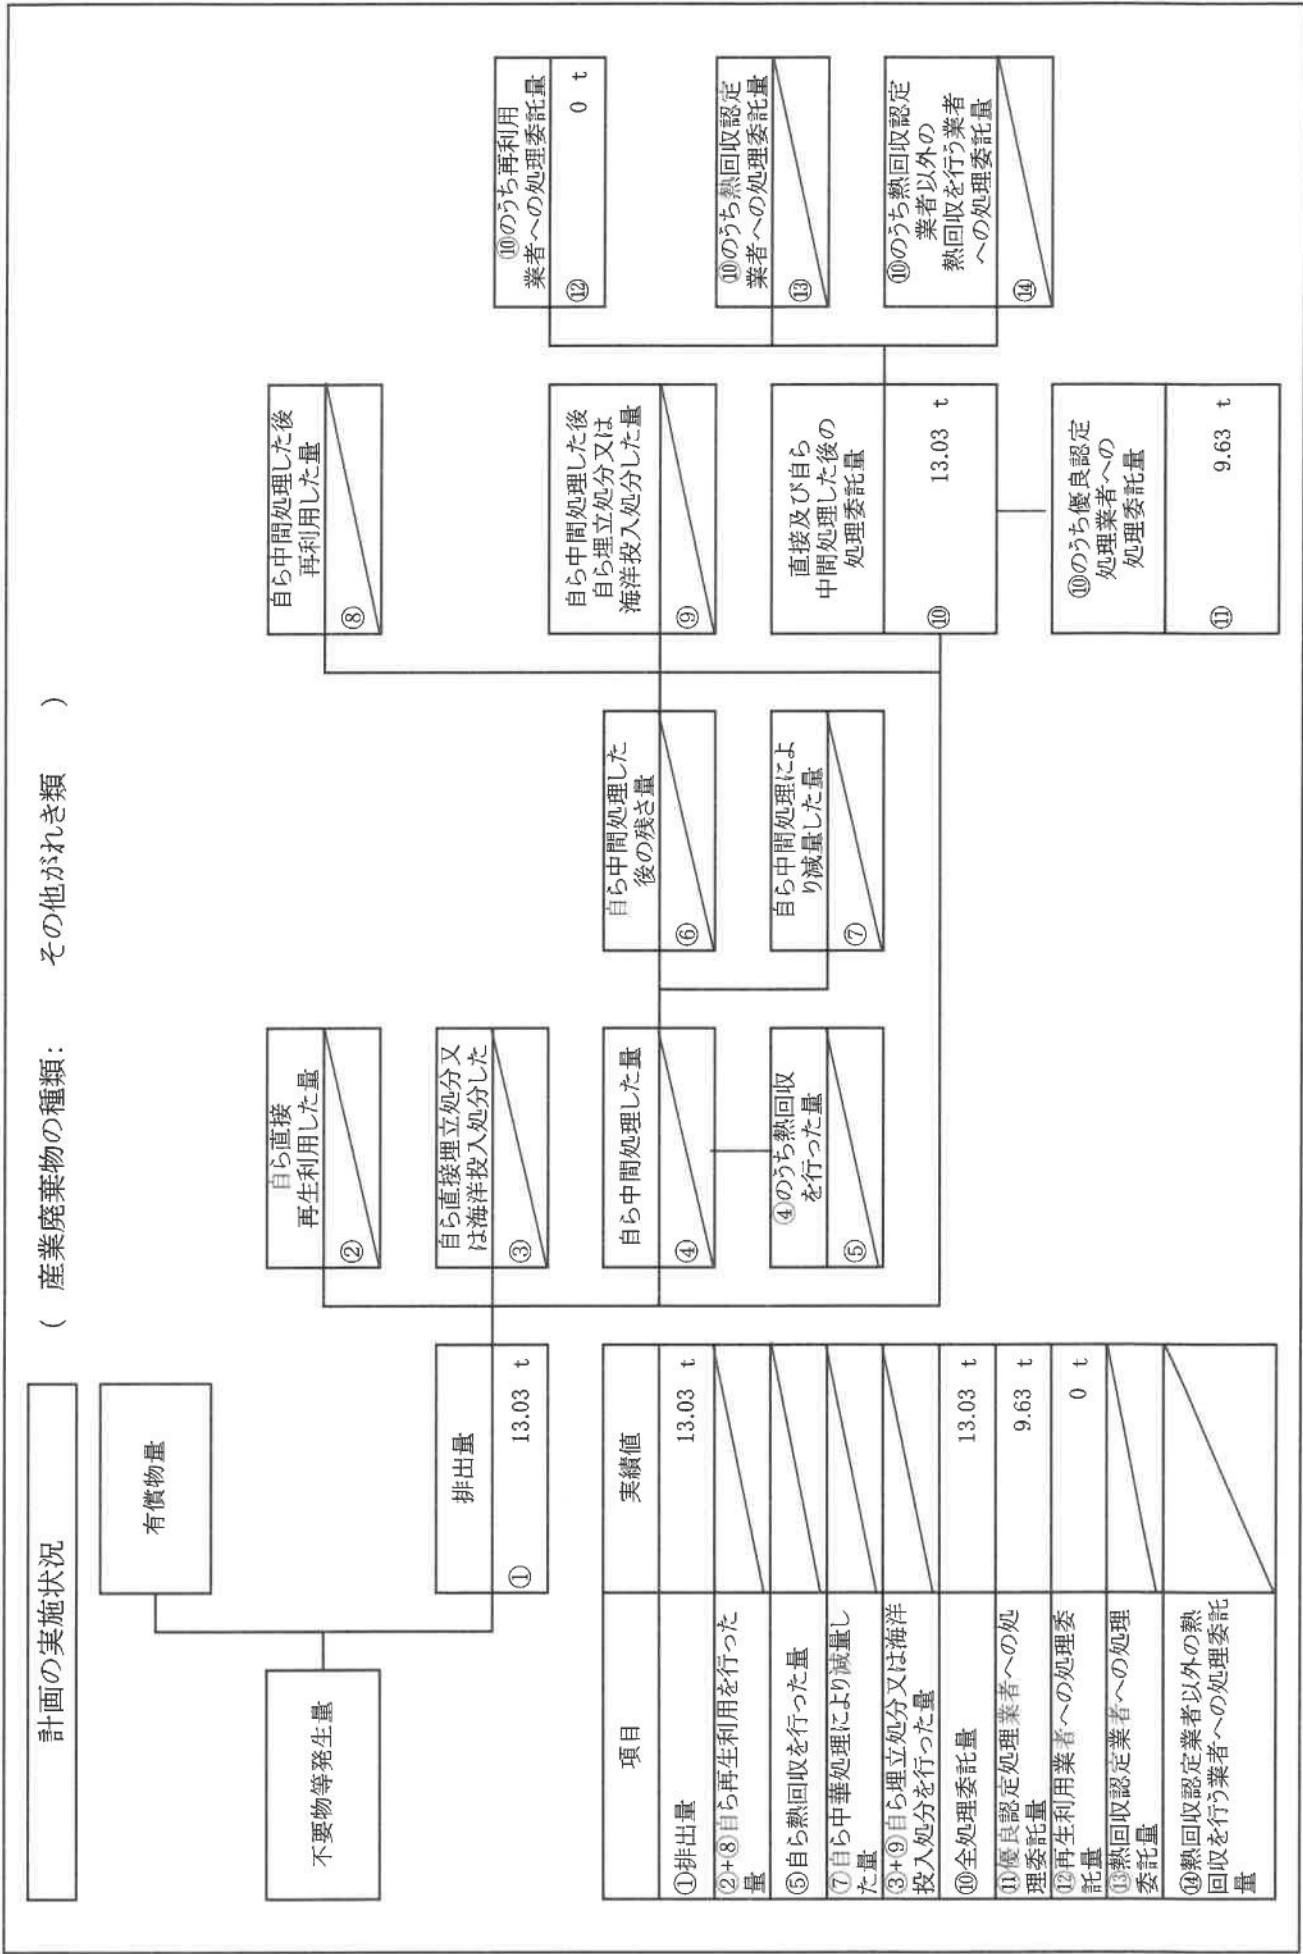 計画の実施状況
（ 産業廃棄物の種類： その他がれき類 ）
有償物量
不要物等発生量
排出量
① 13.03 t
自ら直接
再生利用した量
②
自ら直接埋立処分又
は海洋投入処分した
③
自ら中間処理した量
④
④のうち熱回収
を行った量
⑤
自ら中間処理した
後の残さ量
⑥
自ら中間処理によ
り減量した量
⑦
自ら中間処理した後
再利用した量
⑧
自ら中間処理した後
自ら埋立処分又は
海洋投入処分した量
⑨
直接及び自ら
中間処理した後の
処理委託量
⑩ 13.03 t
⑩のうち優良認定
処理業者への
処理委託量
⑪ 9.63 t
⑩のうち再利用
業者への処理委託量
⑫ 0 t
⑩のうち熱回収認定
業者への処理委託量
⑬
⑩のうち熱回収認定
業者以外の
熱回収を行う業者
への処理委託量
⑭
項目 実績値
①排出量 13.03 t
②+⑧自ら再生利用を行った
量
⑤自ら熱回収を行った量
⑦自ら中華処理により減量し
た量
③+⑨自ら埋立処分又は海洋
投入処分を行った量
⑩全処理委託量 13.03 t
⑪優良認定処理業者への処
理委託量 9.63 t
⑫再生利用業者への処理委
託量 0 t
⑬熱回収認定業者への処理
委託量
⑭熱回収認定業者以外の熱
回収を行う業者への処理委託
量